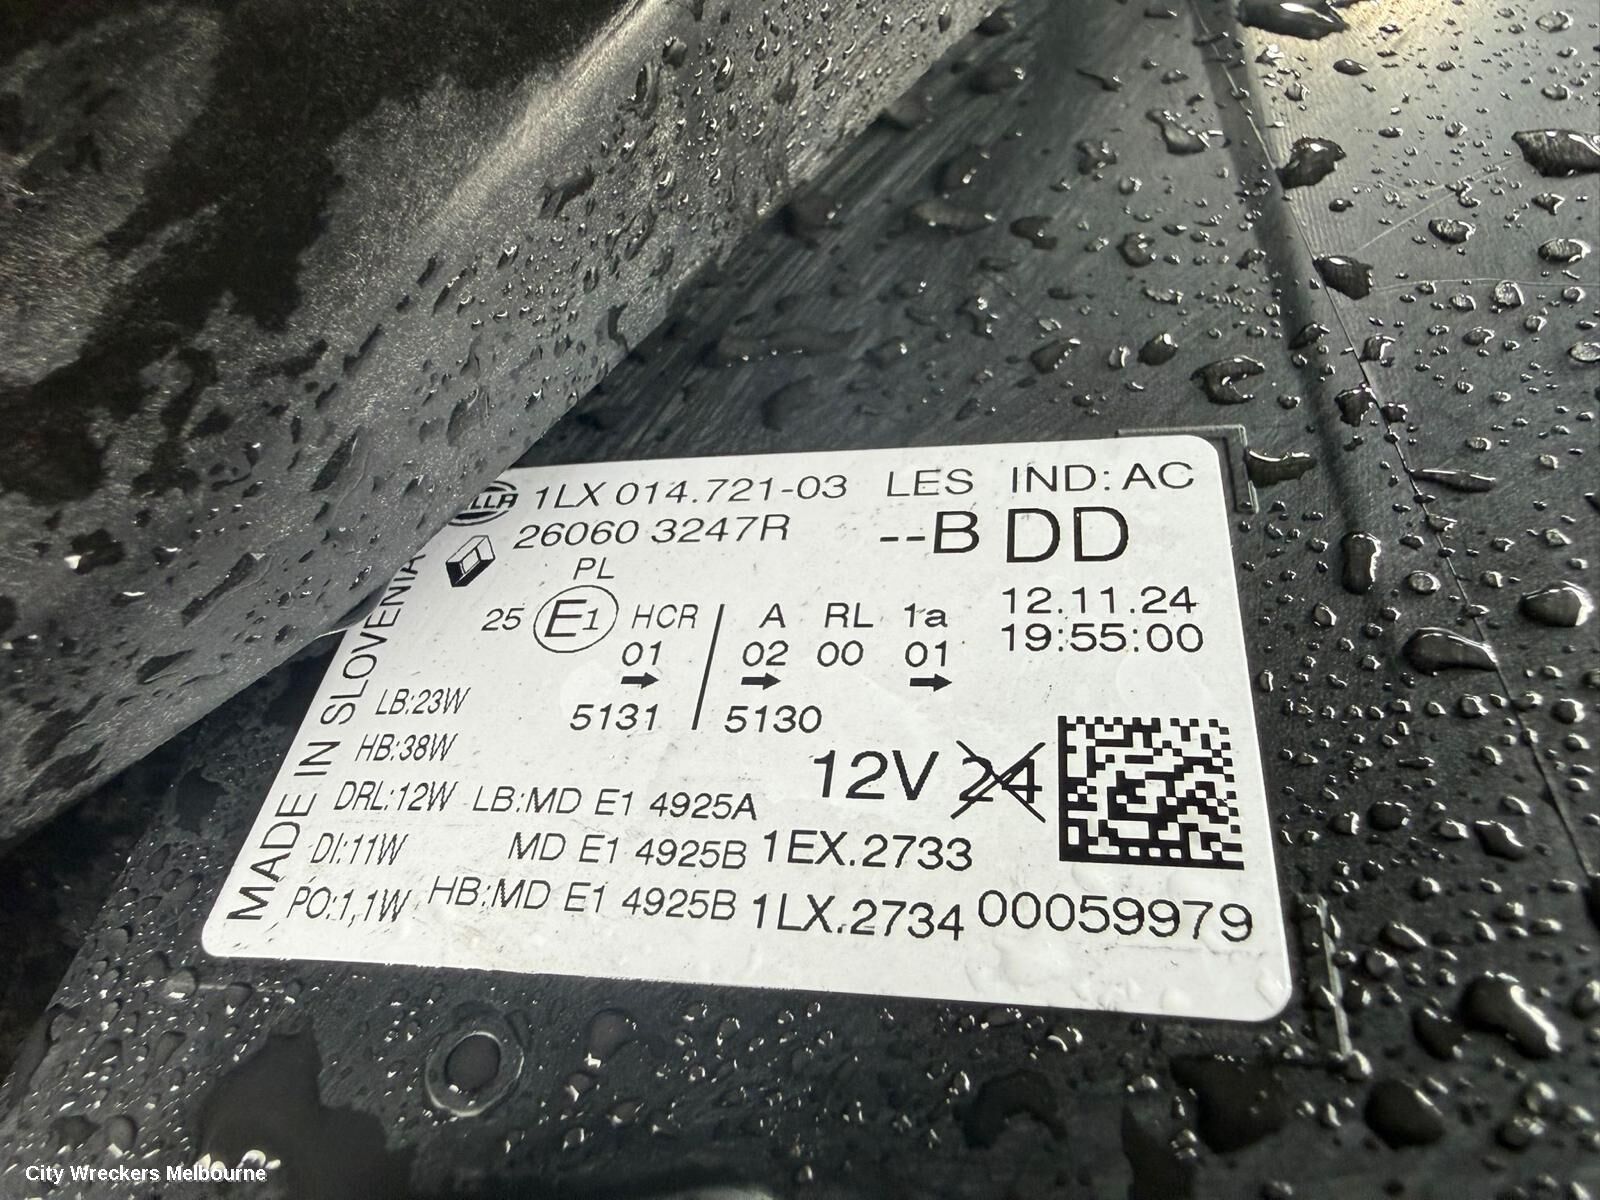 1LX 014.721-03 LES IND: AC
26060 3247R --B DD
PL
25 E1 HCR A RL 1a 12.11.24
01 02 00 01 19:55:00
5131 5130
LB:23W
HB:38W 12V 24
DRL:12W LB:MD E1 4925A
DI:11W MD E1 4925B 1EX.2733
PO:1,1W HB:MD E1 4925B 1LX.2734 00059979
MADE IN SLOVENIA
City Wreckers Melbourne